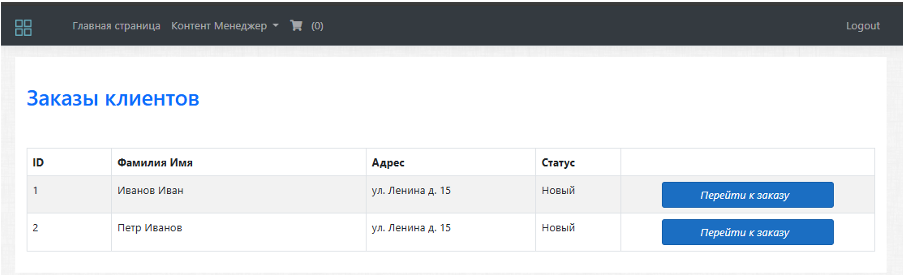 Главная страница Контент Менеджер (0) Logout
Заказы клиентов
ID Фамилия Имя Адрес Статус
1 Иванов Иван ул. Ленина д. 15 Новый Перейти к заказу
2 Петр Иванов ул. Ленина д. 15 Новый Перейти к заказу